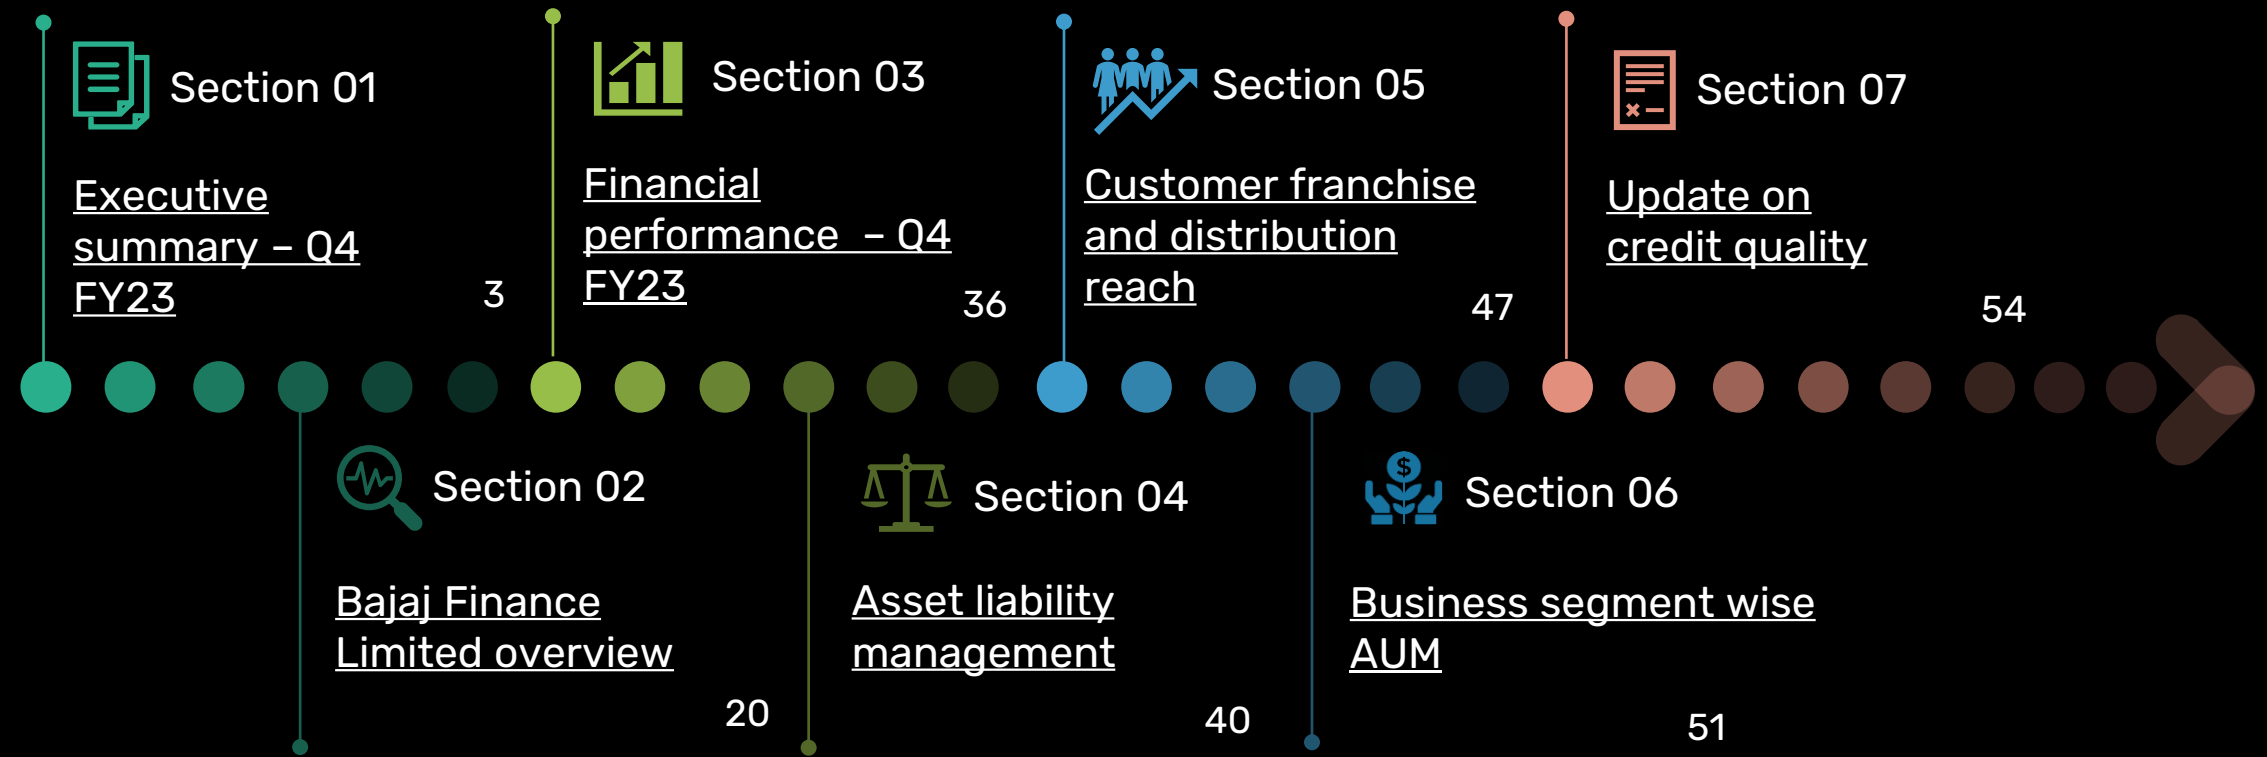 Section 01
Executive
summary – Q4
FY23
3
Section 02
Bajaj Finance
Limited overview
20
Section 03
Financial
performance – Q4
FY23
36
Section 04
Asset liability
management
40
Section 05
Customer franchise
and distribution
reach
47
Section 06
Business segment wise
AUM
51
Section 07
Update on
credit quality
54